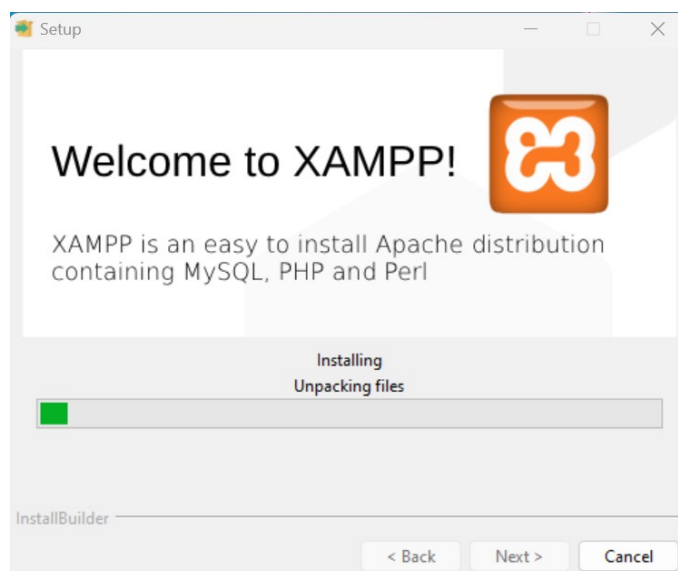 Setup
Welcome to XAMPP!
XAMPP is an easy to install Apache distribution
containing MySQL, PHP and Perl
Installing
Unpacking files
InstallBuilder
< Back Next > Cancel